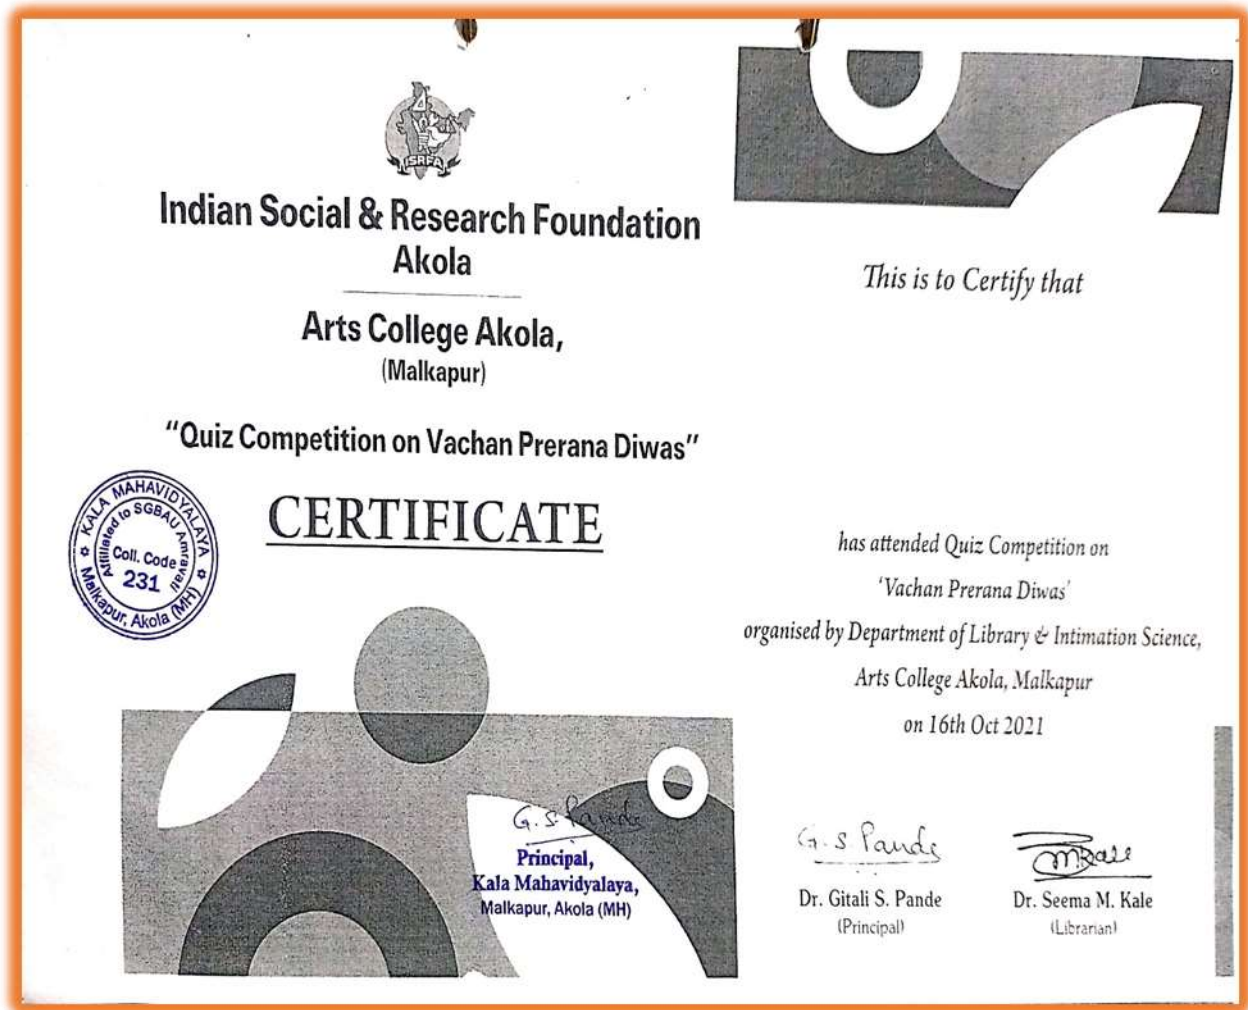 ISRFA
Indian Social & Research Foundation
Akola
Arts College Akola,
(Malkapur)
"Quiz Competition on Vachan Prerana Diwas"
CERTIFICATE
KALA MAHAVIDYALAYA
Affiliated to SGBAU Amravati
Coll. Code
231
Malkapur, Akola (MH)
G. S. Pande
Principal,
Kala Mahavidyalaya,
Malkapur, Akola (MH)
This is to Certify that
has attended Quiz Competition on
'Vachan Prerana Diwas'
organised by Department of Library & Intimation Science,
Arts College Akola, Malkapur
on 16th Oct 2021
G. S Pande
Dr. Gitali S. Pande
(Principal)
Dr. Seema M. Kale
(Librarian)